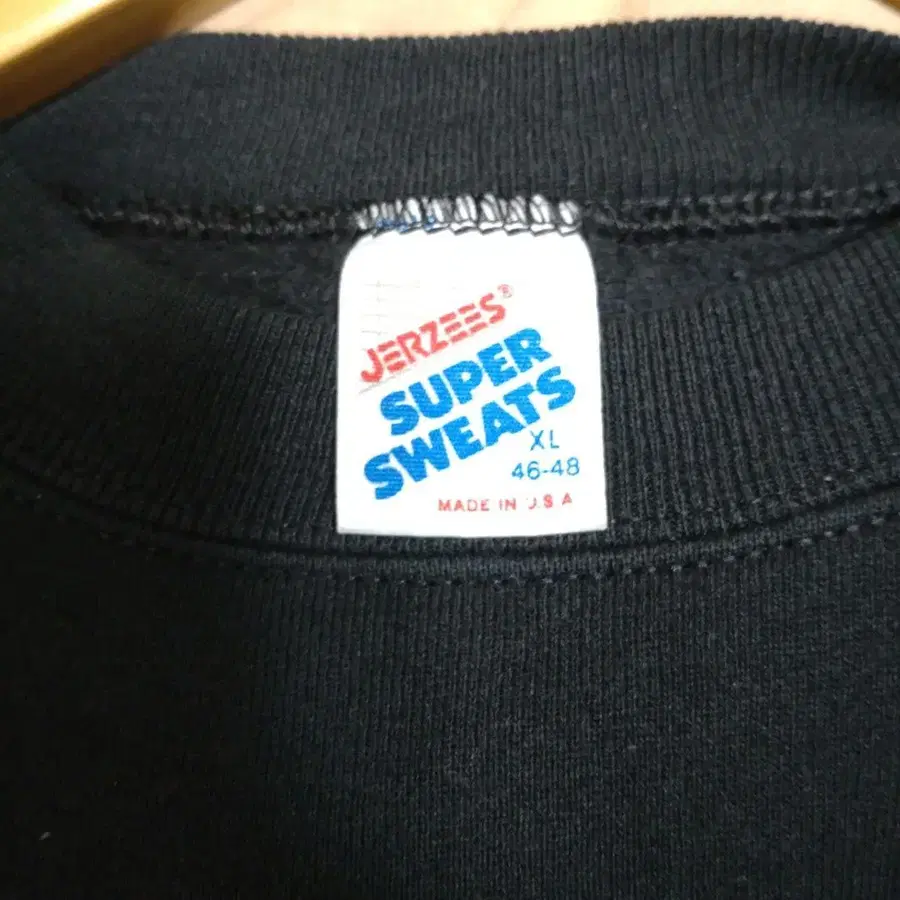 JERZEES®
SUPER
SWEATS
XL
46-48
MADE IN U.S A